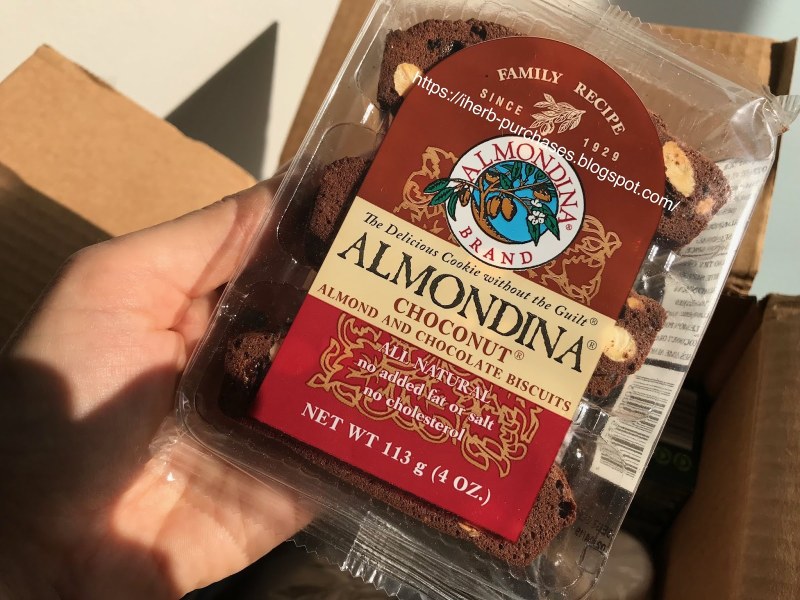 FAMILY RECIPE
SINCE 1929
https://iherb-purchases.blogspot.com/
ALMONDINA®
BRAND
The Delicious Cookie without the Guilt®
ALMONDINA®
CHOCONUT®
ALMOND AND CHOCOLATE BISCUITS
ALL NATURAL
no added fat or salt
no cholesterol
NET WT 113 g (4 OZ.)